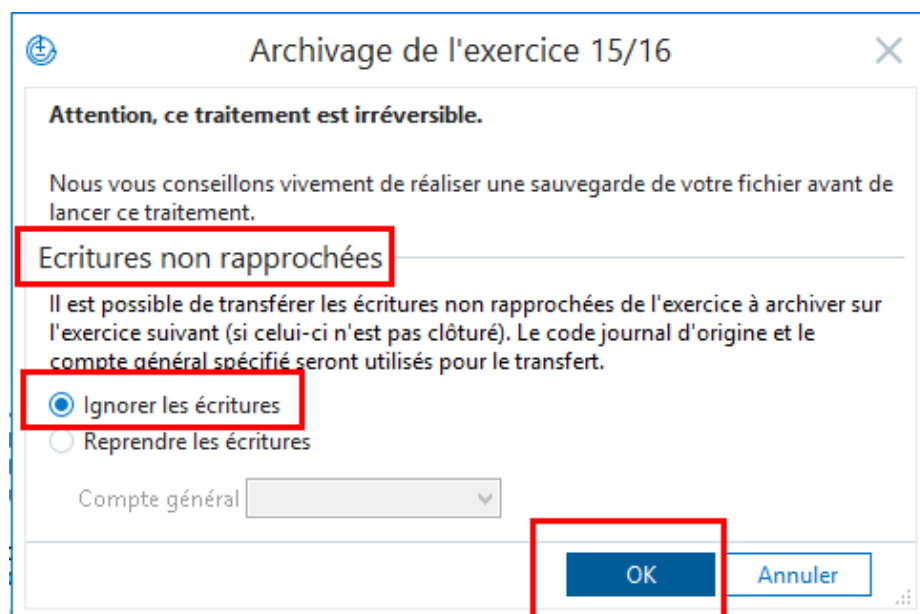 Archivage de l'exercice 15/16
Attention, ce traitement est irréversible.
Nous vous conseillons vivement de réaliser une sauvegarde de votre fichier avant de
lancer ce traitement.
Ecritures non rapprochées
Il est possible de transférer les écritures non rapprochées de l'exercice à archiver sur
l'exercice suivant (si celui-ci n'est pas clôturé). Le code journal d'origine et le
compte général spécifié seront utilisés pour le transfert.
Ignorer les écritures
Reprendre les écritures
Compte général
OK Annuler